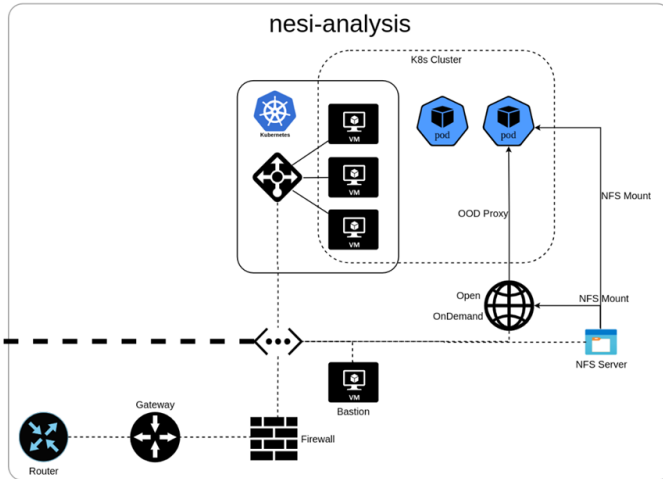 nesi-analysis
K8s Cluster
Kubernetes
VM
VM
VM
pod
pod
NFS Mount
OOD Proxy
Open
OnDemand
NFS Mount
NFS Server
VM
Bastion
Gateway
Firewall
Router